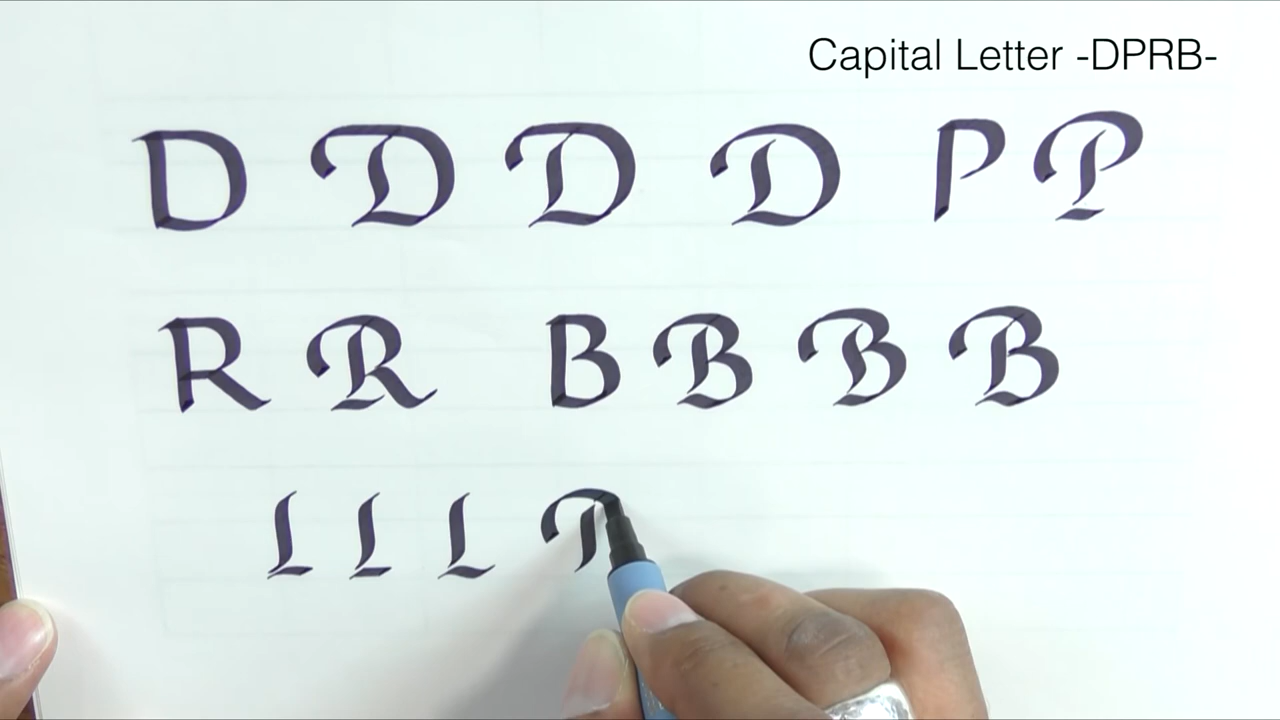 Capital Letter -DPRB-
D D D D P P
R R B B B B
L L L